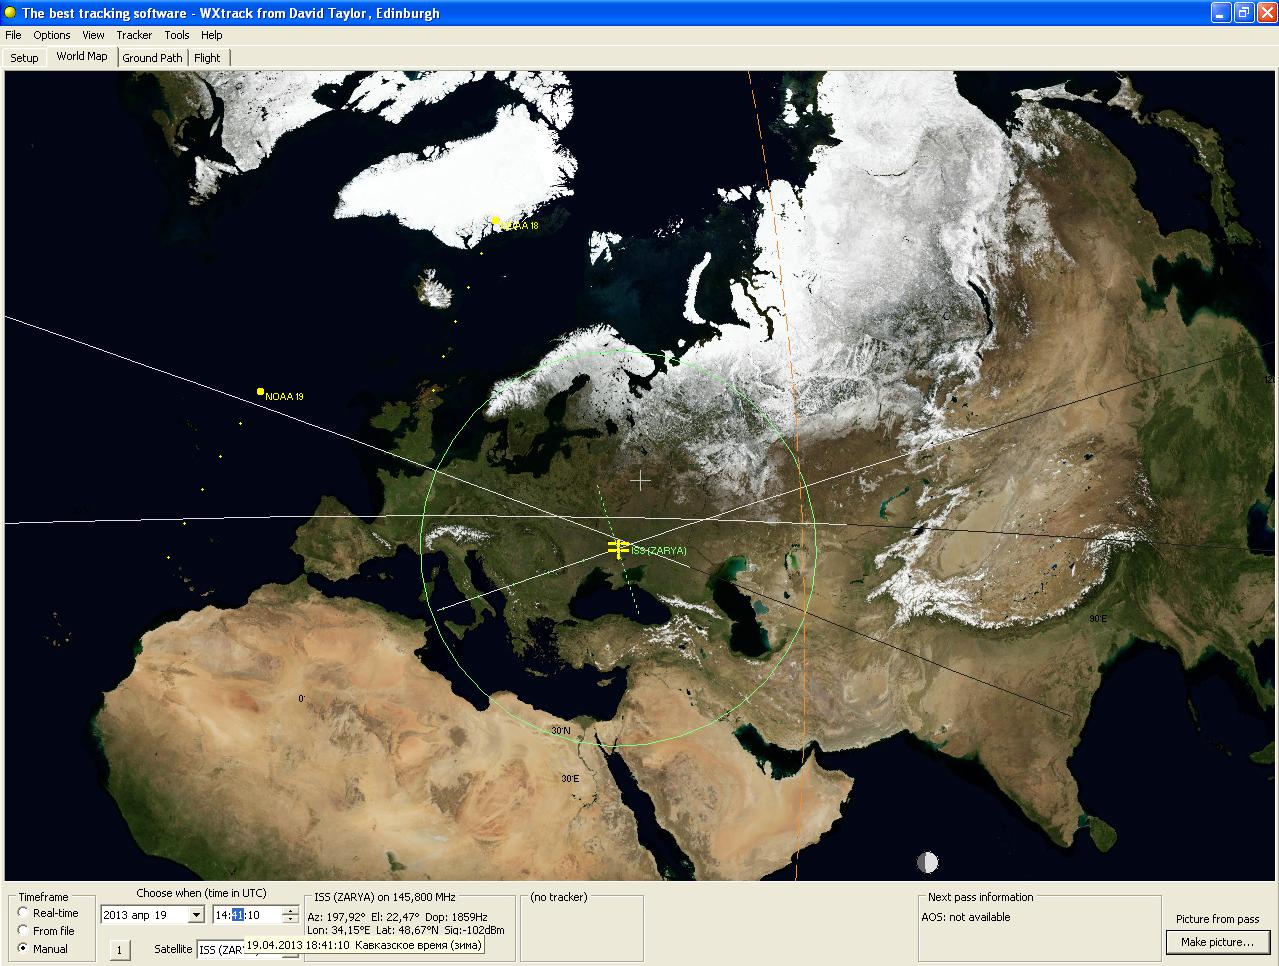 The best tracking software - WXtrack from David Taylor, Edinburgh
File Options View Tracker Tools Help
Setup World Map Ground Path Flight
NOAA 18
NOAA 19
ISS (ZARYA)
90°E
0°
30°N
30°E
Timeframe
Real-time
From file
Manual
Choose when (time in UTC)
2013 апр 19 14:41:10
1 Satellite ISS (ZAR
19.04.2013 18:41:10 Кавказское время (зима)
ISS (ZARYA) on 145,800 MHz
Az: 197,92° El: 22,47° Dop: 1859Hz
Lon: 34,15°E Lat: 48,67°N Sig:-102dBm
(no tracker)
Next pass information
AOS: not available
Picture from pass
Make picture...